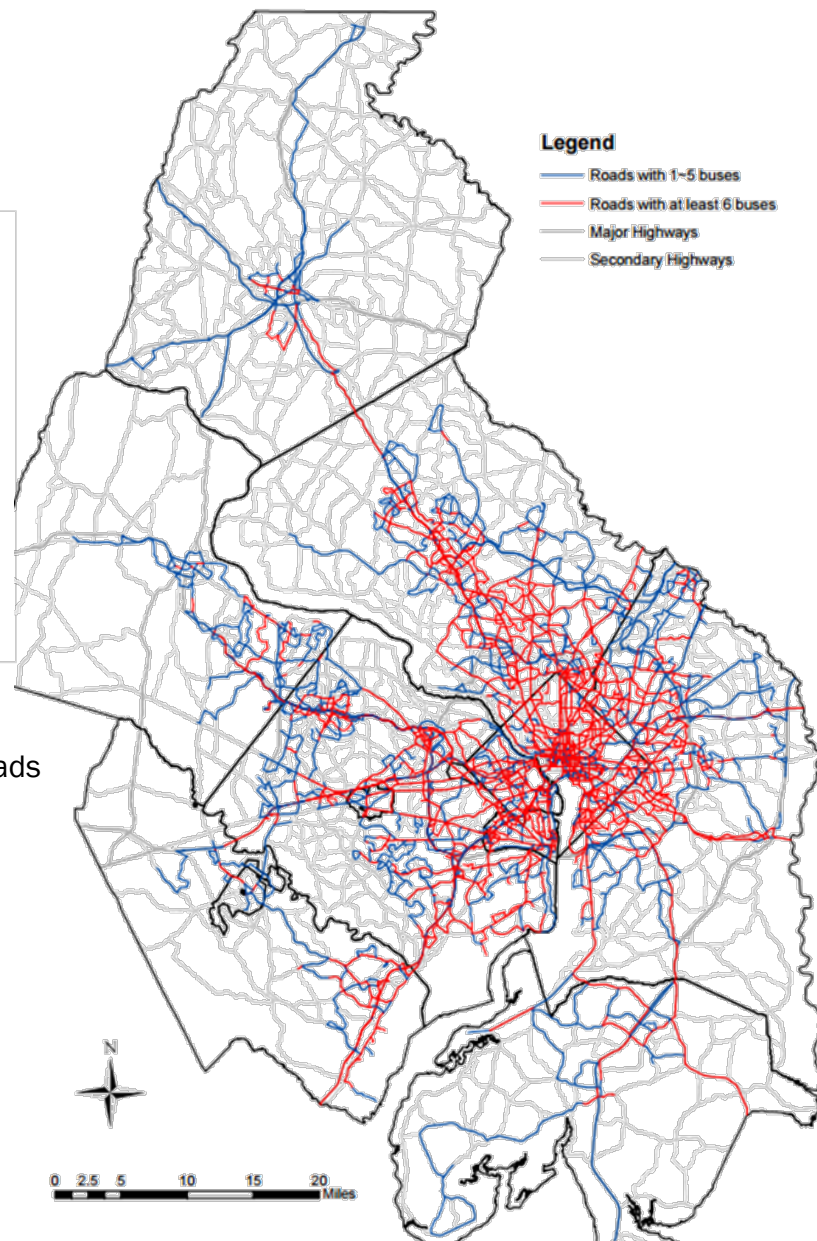 Legend
Roads with 1~5 buses
Roads with at least 6 buses
Major Highways
Secondary Highways
ads
N
0 2.5 5 10 15 20
Miles